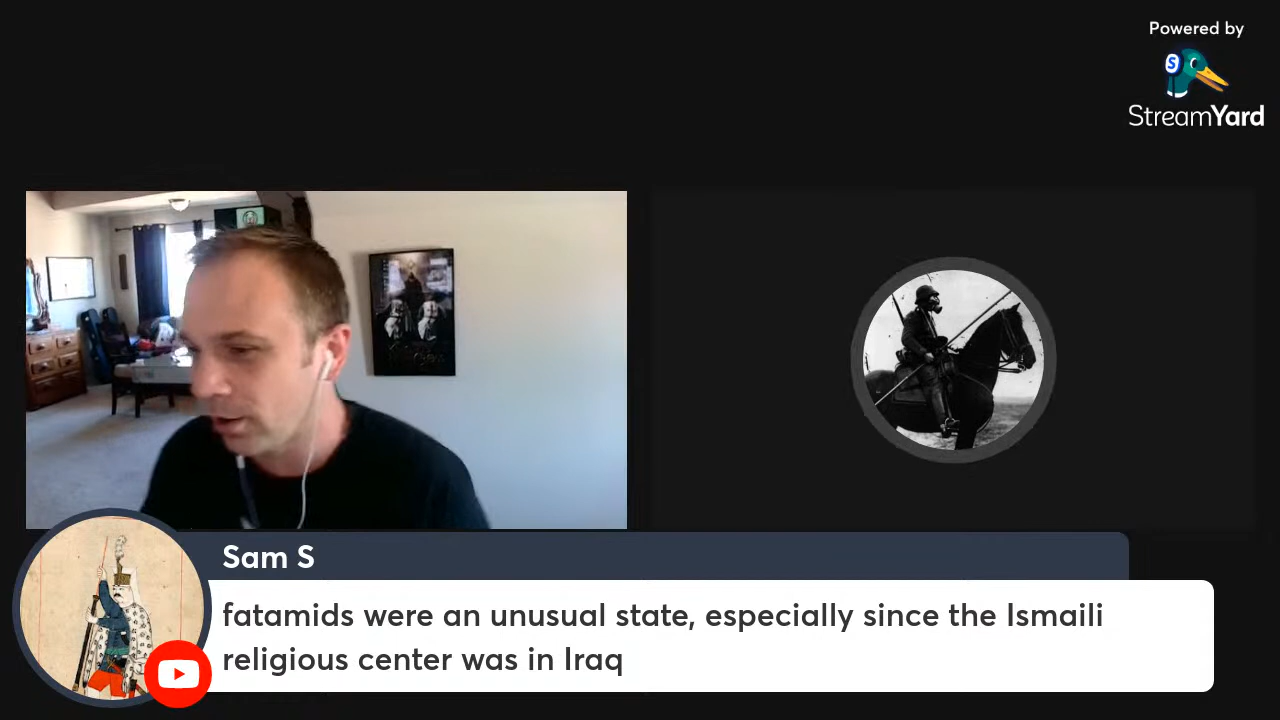 Powered by
StreamYard
Sam S
fatamids were an unusual state, especially since the Ismaili
religious center was in Iraq